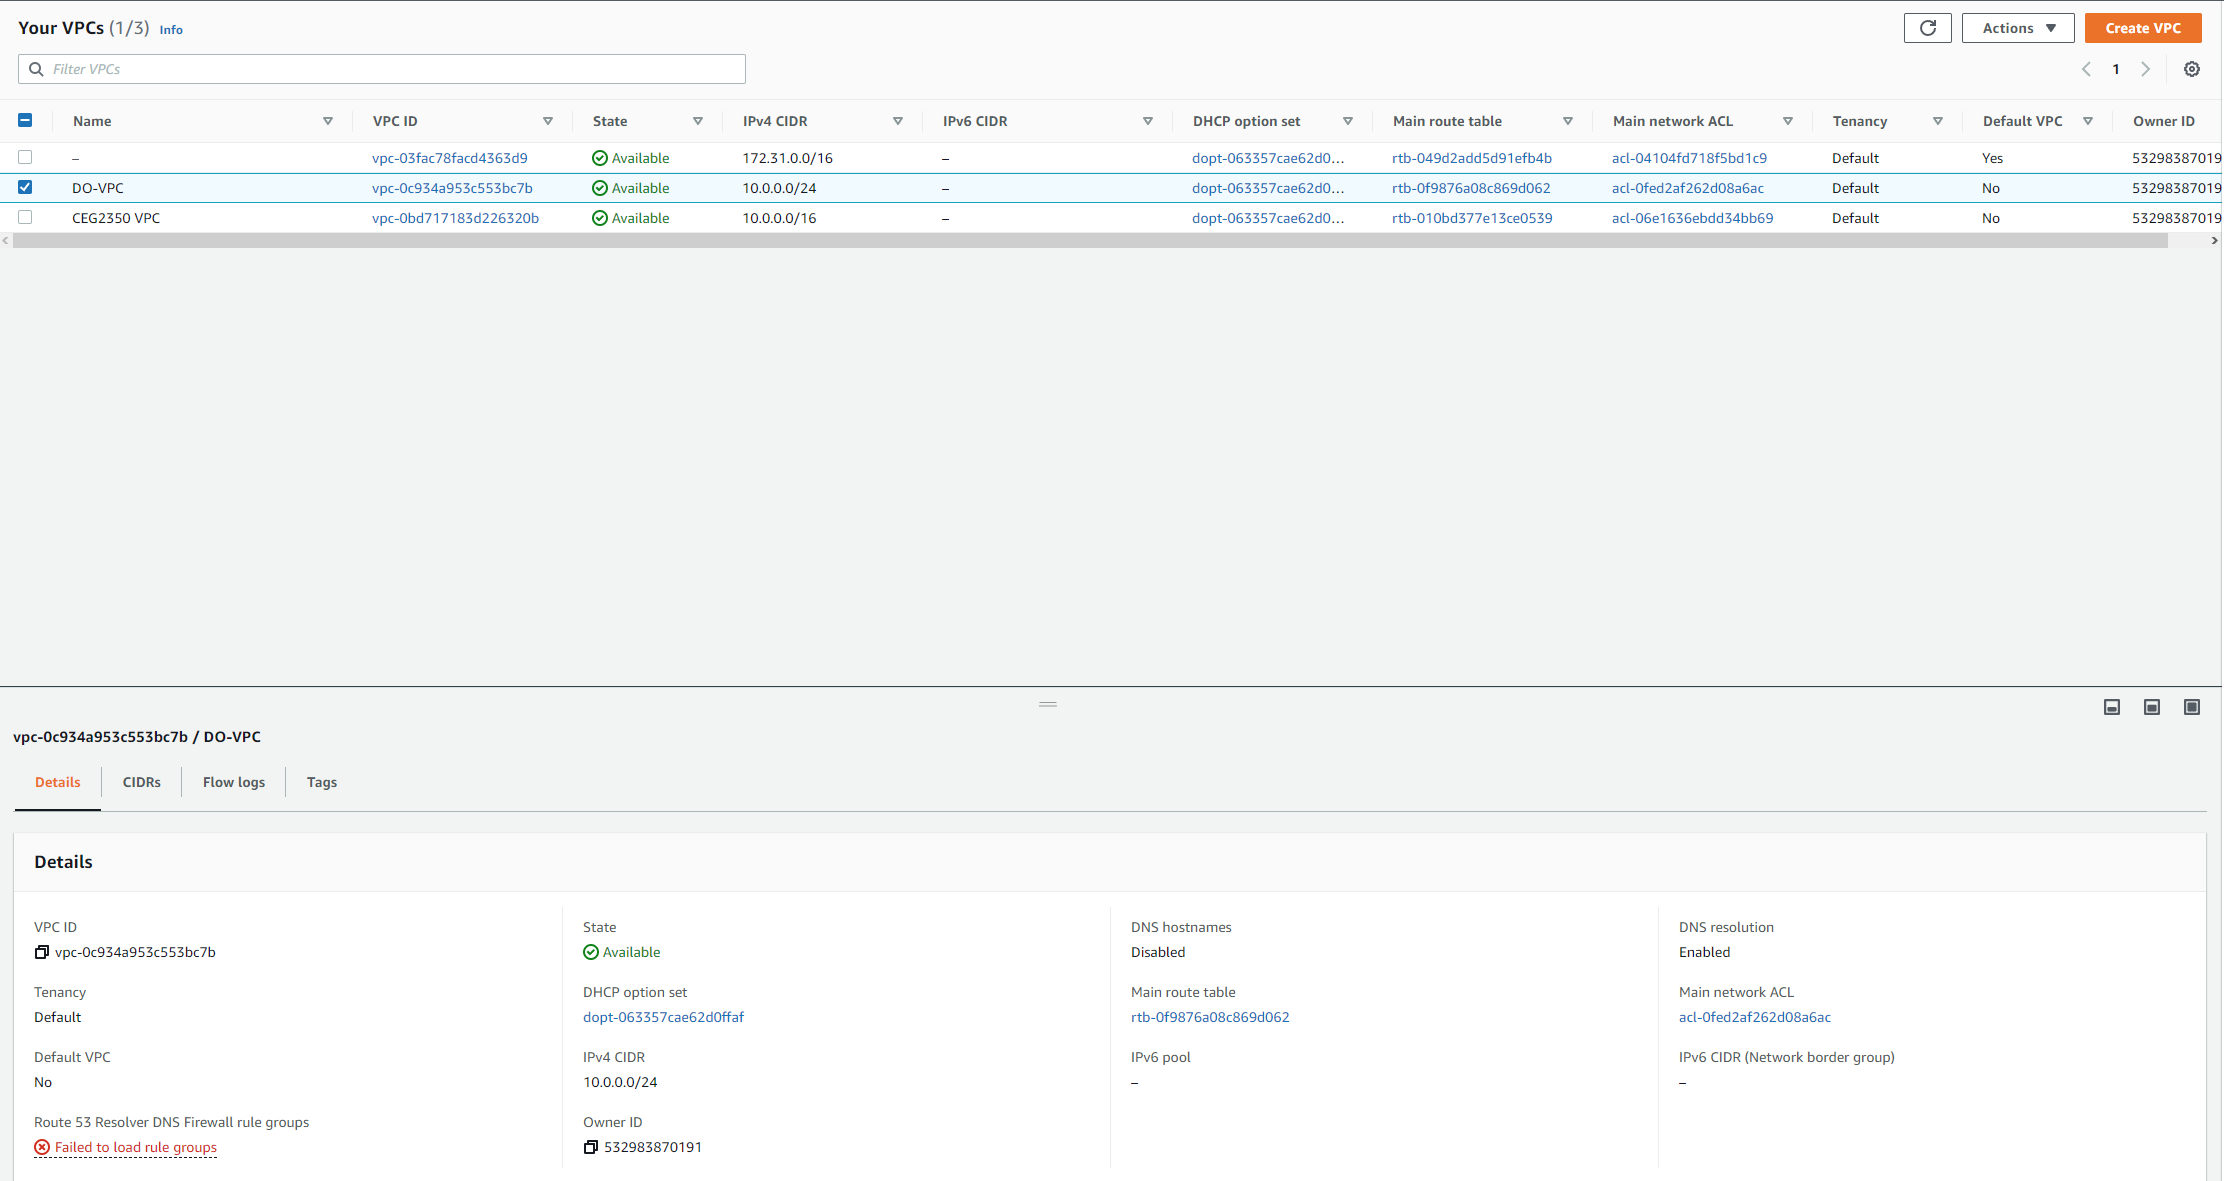 Your VPCs (1/3) Info
Actions
Create VPC
Filter VPCs
1
Name VPC ID State IPv4 CIDR IPv6 CIDR DHCP option set Main route table Main network ACL Tenancy Default VPC Owner ID
– vpc-03fac78facd4363d9 Available 172.31.0.0/16 – dopt-063357cae62d0... rtb-049d2add5d91efb4b acl-04104fd718f5bd1c9 Default Yes 53298387019
DO-VPC vpc-0c934a953c553bc7b Available 10.0.0.0/24 – dopt-063357cae62d0... rtb-0f9876a08c869d062 acl-0fed2af262d08a6ac Default No 53298387019
CEG2350 VPC vpc-0bd717183d226320b Available 10.0.0.0/16 – dopt-063357cae62d0... rtb-010bd377e13ce0539 acl-06e1636ebdd34bb69 Default No 53298387019
vpc-0c934a953c553bc7b / DO-VPC
Details CIDRs Flow logs Tags
Details
VPC ID State DNS hostnames DNS resolution
vpc-0c934a953c553bc7b Available Disabled Enabled
Tenancy DHCP option set Main route table Main network ACL
Default dopt-063357cae62d0ffaf rtb-0f9876a08c869d062 acl-0fed2af262d08a6ac
Default VPC IPv4 CIDR IPv6 pool IPv6 CIDR (Network border group)
No 10.0.0.0/24 – –
Route 53 Resolver DNS Firewall rule groups Owner ID
Failed to load rule groups 532983870191